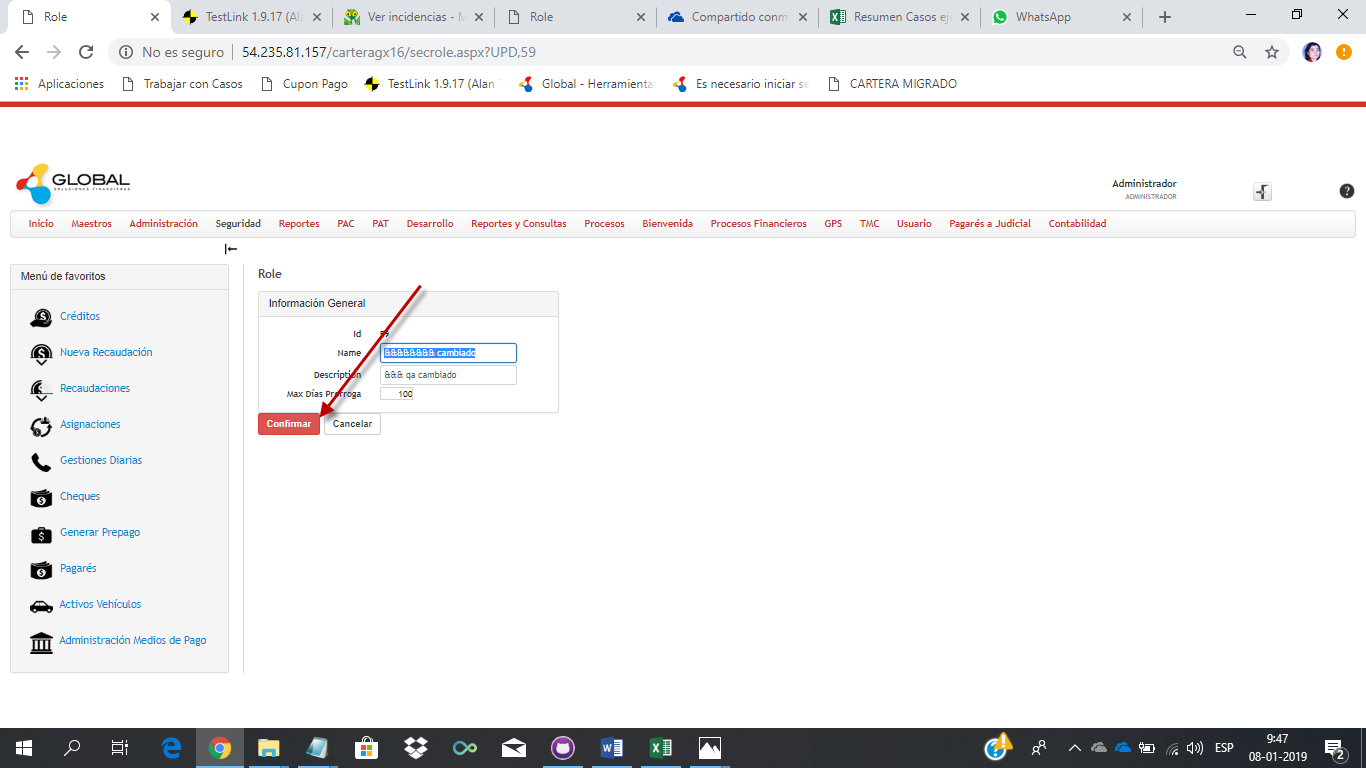 Role
TestLink 1.9.17 (Ala
Ver incidencias - M
Role
Compartido conm
Resumen Casos ej
WhatsApp
No es seguro
54.235.81.157/carteragx16/secrole.aspx?UPD,59
Aplicaciones
Trabajar con Casos
Cupon Pago
TestLink 1.9.17 (Alan
Global - Herramienta
Es necesario iniciar se
CARTERA MIGRADO
GLOBAL
SOLUCIONES FINANCIERAS
Administrador
ADMINISTRADOR
Inicio
Maestros
Administración
Seguridad
Reportes
PAC
PAT
Desarrollo
Reportes y Consultas
Procesos
Bienvenida
Procesos Financieros
GPS
TMC
Usuario
Pagarés a Judicial
Contabilidad
Menú de favoritos
Créditos
Nueva Recaudación
Recaudaciones
Asignaciones
Gestiones Diarias
Cheques
Generar Prepago
Pagarés
Activos Vehículos
Administración Medios de Pago
Role
Información General
Id 59
Name &&&&&&&& cambiado
Description &&& qa cambiado
Max Días Prorroga 100
Confirmar
Cancelar
ESP
9:47
08-01-2019
2